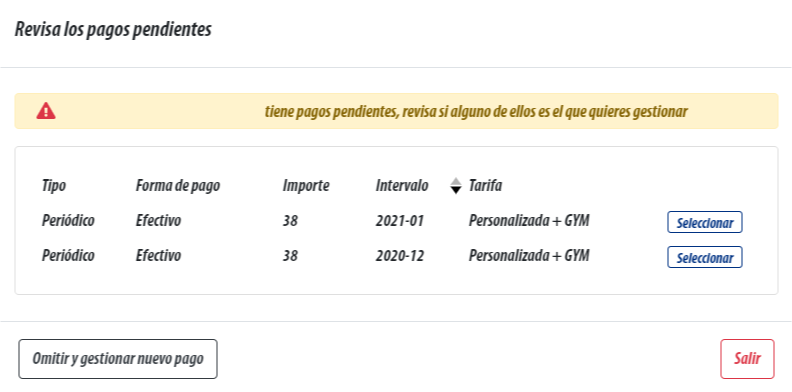 Revisa los pagos pendientes
tiene pagos pendientes, revisa si alguno de ellos es el que quieres gestionar
Tipo Forma de pago Importe Intervalo Tarifa
Periódico Efectivo 38 2021-01 Personalizada + GYM Seleccionar
Periódico Efectivo 38 2020-12 Personalizada + GYM Seleccionar
Omitir y gestionar nuevo pago Salir